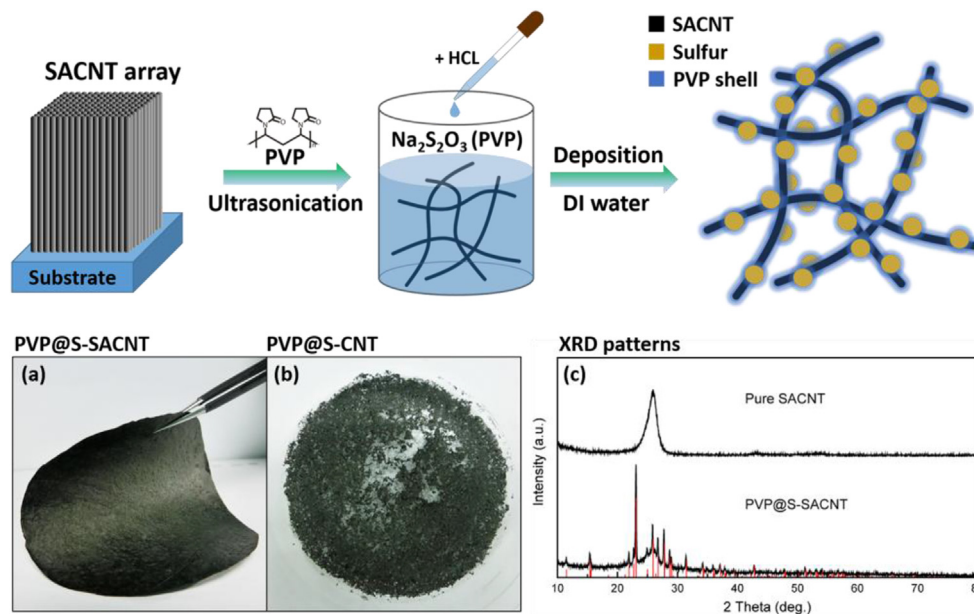 + HCL
SACNT array
PVP
Ultrasonication
Na₂S₂O₃ (PVP)
Deposition
DI water
SACNT
Sulfur
PVP shell
Substrate
PVP@S-SACNT
(a)
PVP@S-CNT
(b)
XRD patterns
(c)
Pure SACNT
PVP@S-SACNT
Intensity (a.u.)
10 20 30 40 50 60 70 80
2 Theta (deg.)